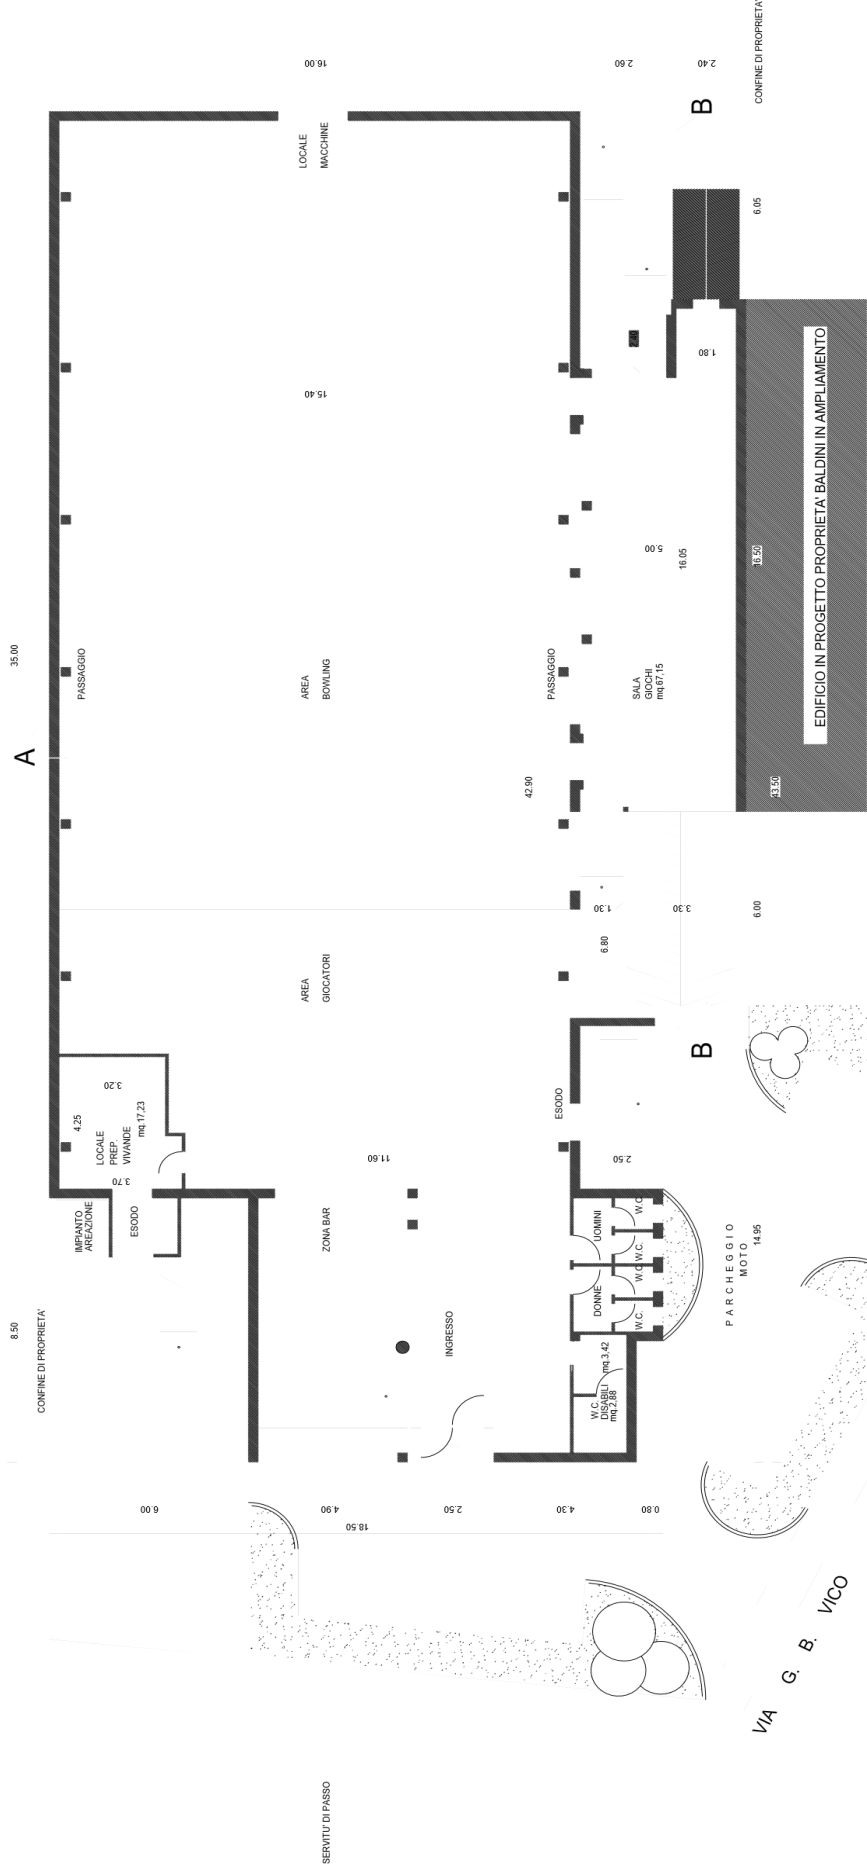 16.00
2.60
2.40
CONFINE DI PROPRIETA'
B
LOCALE
MACCHINE
6.05
2.40
1.80
15.40
EDIFICIO IN PROGETTO PROPRIETA' BALDINI IN AMPLIAMENTO
5.00
16.05
16.50
35.00
PASSAGGIO
AREA
BOWLING
PASSAGGIO
SALA
GIOCHI
mq.67,15
A
42.90
43.50
1.30
3.30
6.00
6.80
AREA
GIOCATORI
B
3.20
4.25
mq.17,23
LOCALE
PREP.
VIVANDE
3.70
ESODO
11.60
2.50
IMPIANTO
AREAZIONE
ESODO
ZONA BAR
UOMINI
W.C.
W.C.
W.C.
W.C.
DONNE
PARCHEGGIO
MOTO
14.95
8.50
CONFINE DI PROPRIETA'
INGRESSO
mq.3,42
W.C.
DISABILI
mq.2,88
6.00
4.90
2.50
4.30
0.80
18.50
VIA G. B. VICO
SERVITU' DI PASSO